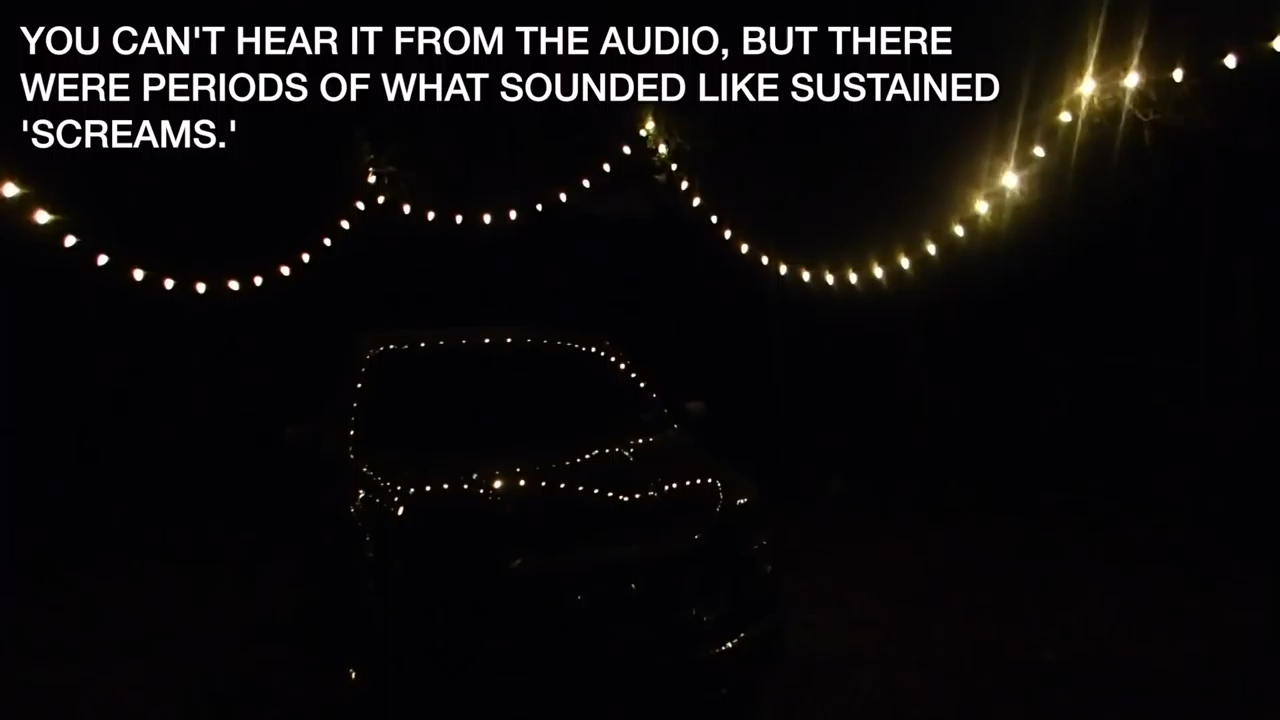 YOU CAN'T HEAR IT FROM THE AUDIO, BUT THERE
WERE PERIODS OF WHAT SOUNDED LIKE SUSTAINED
'SCREAMS.'